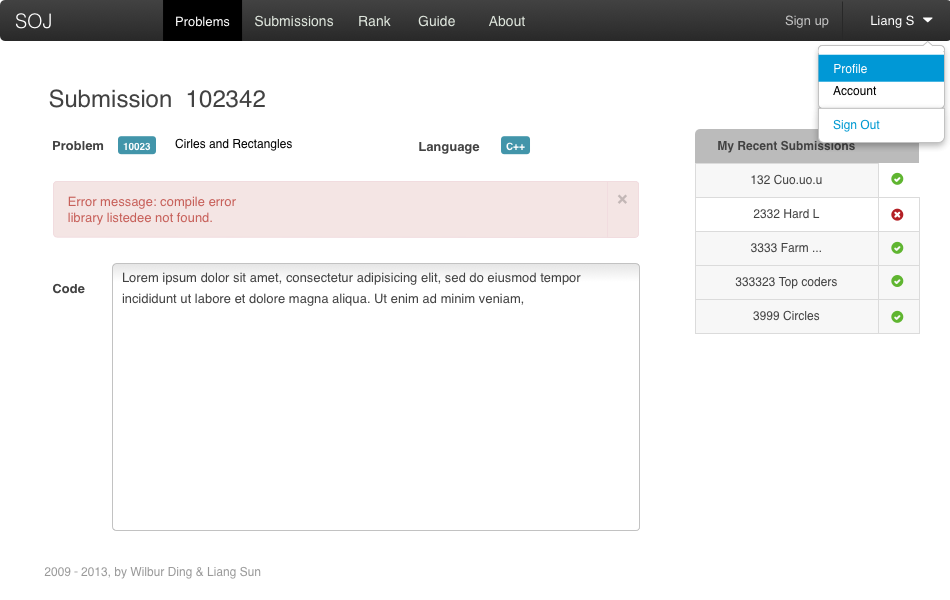 SOJ Problems Submissions Rank Guide About Sign up Liang S
Profile
Account
Sign Out
Submission 102342
Problem 10023 Cirles and Rectangles Language C++
Error message: compile error
library listedee not found.
Code
Lorem ipsum dolor sit amet, consectetur adipisicing elit, sed do eiusmod tempor
incididunt ut labore et dolore magna aliqua. Ut enim ad minim veniam,
My Recent Submissions
132 Cuo.uo.u
2332 Hard L
3333 Farm ...
333323 Top coders
3999 Circles
2009 - 2013, by Wilbur Ding & Liang Sun